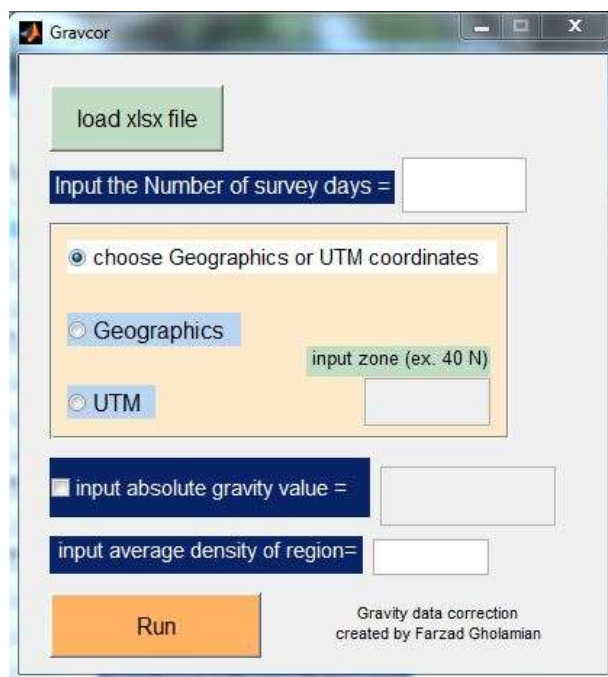 Gravcor
load xlsx file
Input the Number of survey days =
choose Geographics or UTM coordinates
Geographics
input zone (ex. 40 N)
UTM
input absolute gravity value =
input average density of region=
Run
Gravity data correction
created by Farzad Gholamian